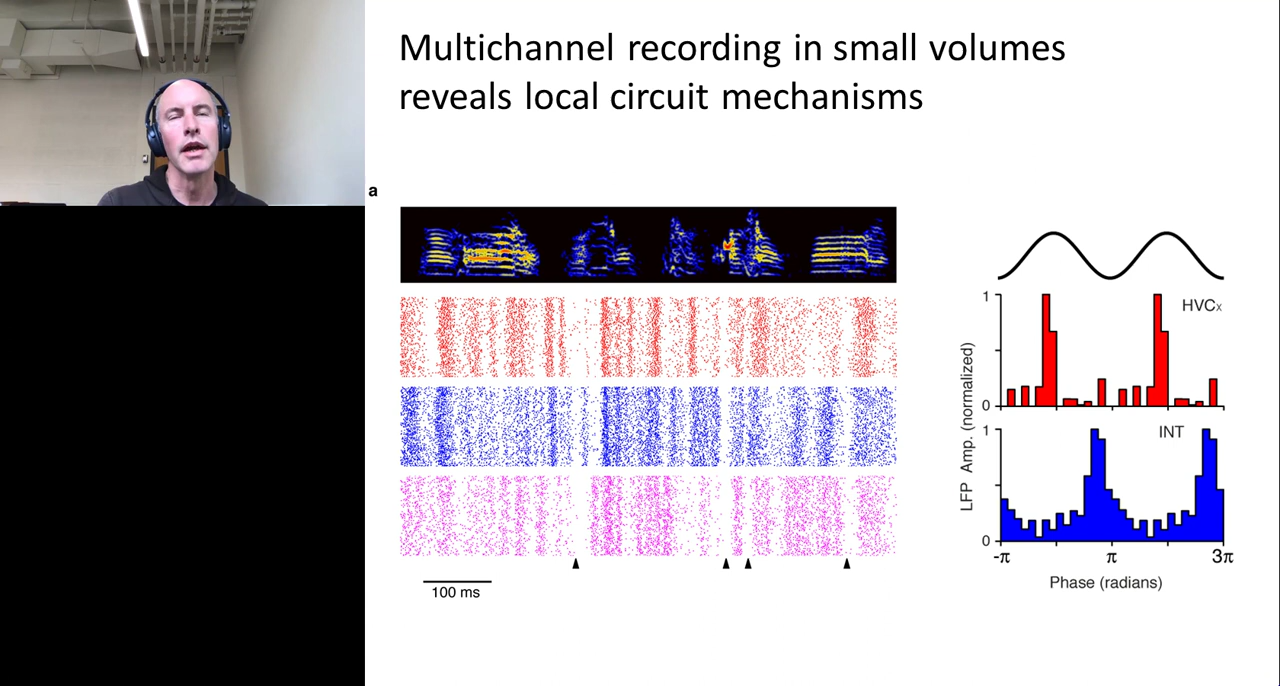 Multichannel recording in small volumes
reveals local circuit mechanisms
a
100 ms
1
HVCx
0
1
INT
0
LFP Amp. (normalized)
-π
π
3π
Phase (radians)